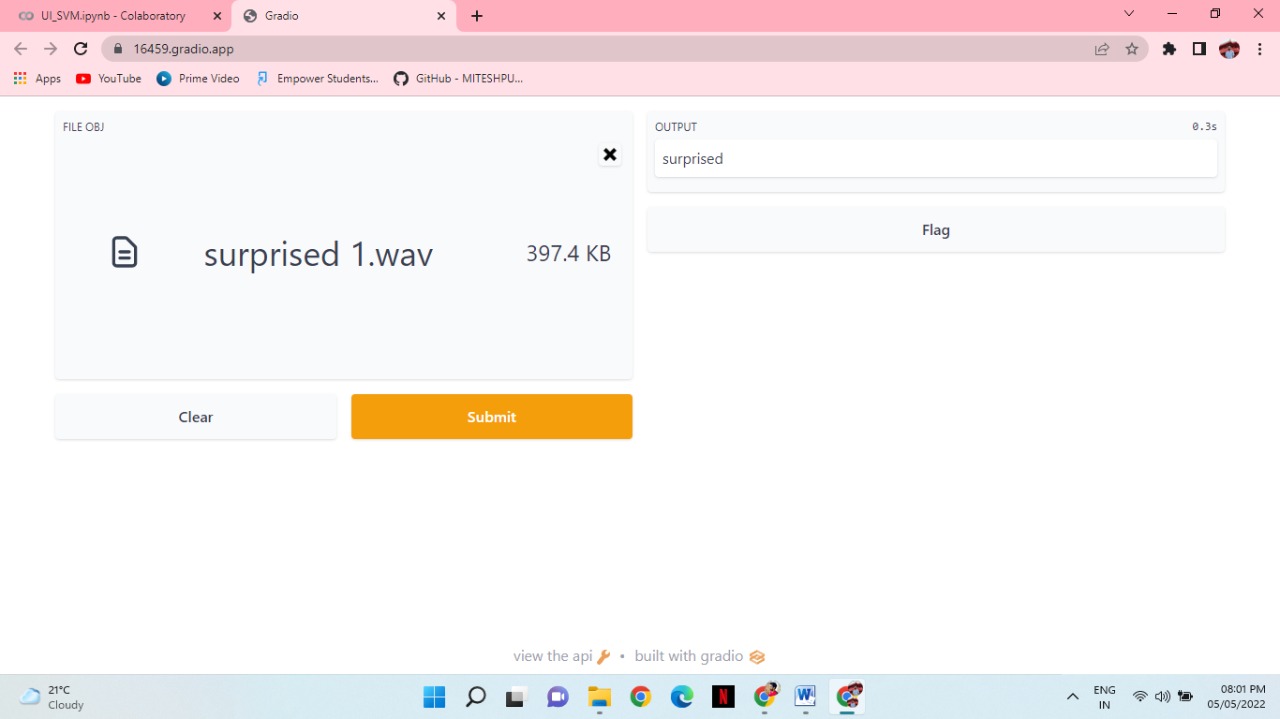 UI_SVM.ipynb - Colaboratory
Gradio
16459.gradio.app
Apps
YouTube
Prime Video
Empower Students...
GitHub - MITESHPU...
FILE OBJ
surprised 1.wav
397.4 KB
Clear
Submit
OUTPUT
0.3s
surprised
Flag
view the api • built with gradio
21°C
Cloudy
ENG
IN
08:01 PM
05/05/2022